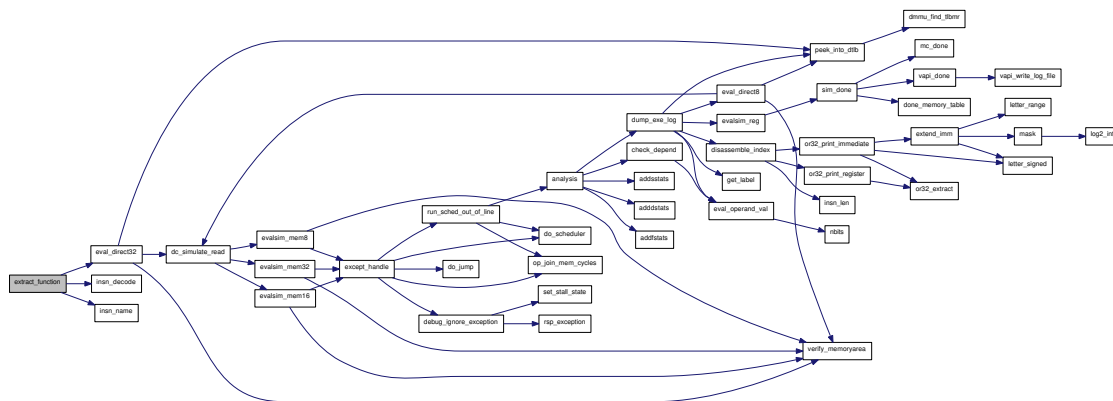 extract_function
eval_direct32
insn_decode
insn_name
dc_simulate_read
evalsim_mem8
evalsim_mem32
evalsim_mem16
except_handle
run_sched_out_of_line
do_scheduler
do_jump
op_join_mem_cycles
debug_ignore_exception
set_stall_state
rsp_exception
analysis
dump_exe_log
check_depend
addsstats
adddstats
addfstats
eval_direct8
evalsim_reg
disassemble_index
get_label
eval_operand_val
peek_into_dtlb
sim_done
or32_print_immediate
or32_print_register
insn_len
nbits
verify_memoryarea
dmmu_find_tlbmr
mc_done
vapi_done
done_memory_table
extend_imm
or32_extract
vapi_write_log_file
letter_range
mask
letter_signed